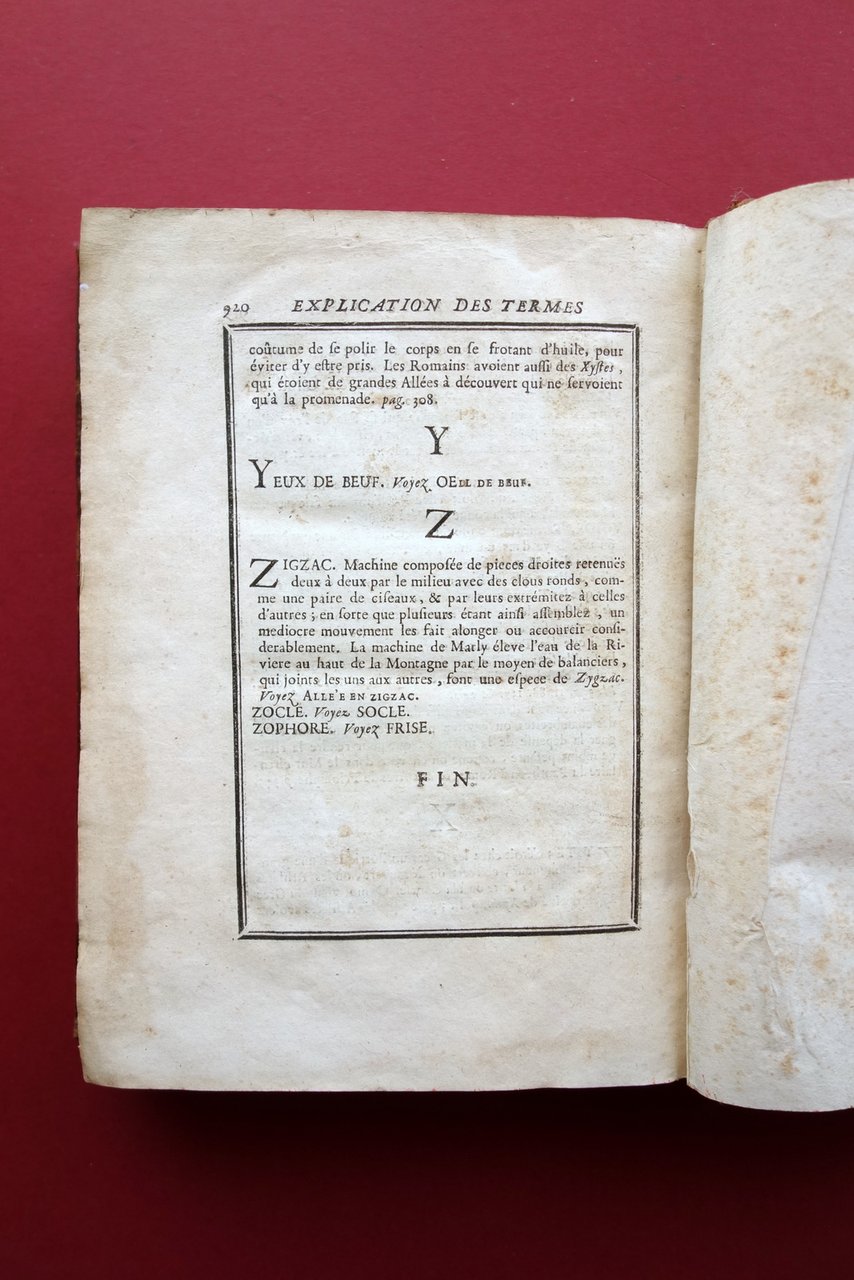 920 EXPLICATION DES TERMES
coûtume de ſe polir le corps en ſe frotant d'huile, pour
éviter d'y eſtre pris. Les Romains avoient auſſi des Xyſtes,
qui étoient de grandes Allées à découvert qui ne ſervoient
qu'à la promenade. pag. 308.
Y
YEUX DE BEUF. Voyez OEIL DE BEUF.
Z
ZIGZAC. Machine compoſée de pieces droites retenuës
deux à deux par le milieu avec des clous ronds, com-
me une paire de ciſeaux, & par leurs extrémitez à celles
d'autres; en ſorte que pluſieurs étant ainſi aſſemblez, un
mediocre mouvement les fait alonger ou accourcir conſi-
derablement. La machine de Marly éleve l'eau de la Ri-
viere au haut de la Montagne par le moyen de balanciers,
qui joints les uns aux autres, font une eſpece de Zygzac.
Voyez ALLE'E EN ZIGZAC.
ZOCLE. Voyez SOCLE.
ZOPHORE. Voyez FRISE.
FIN.